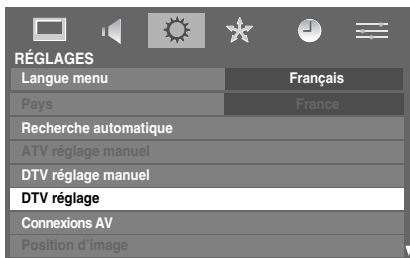 RÉGLAGES
Langue menu Français
Pays France
Recherche automatique
ATV réglage manuel
DTV réglage manuel
DTV réglage
Connexions AV
Position d'image